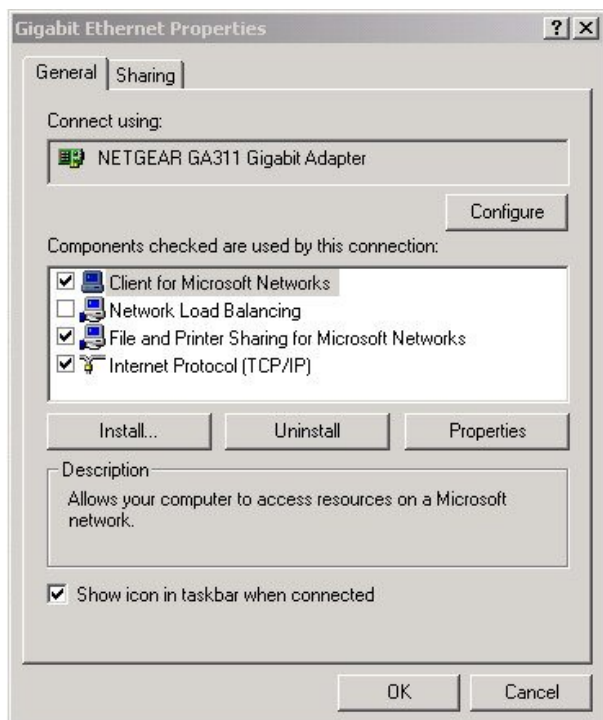 Gigabit Ethernet Properties
? X
General Sharing
Connect using:
NETGEAR GA311 Gigabit Adapter
Configure
Components checked are used by this connection:
Client for Microsoft Networks
Network Load Balancing
File and Printer Sharing for Microsoft Networks
Internet Protocol (TCP/IP)
Install... Uninstall Properties
Description
Allows your computer to access resources on a Microsoft
network.
Show icon in taskbar when connected
OK Cancel